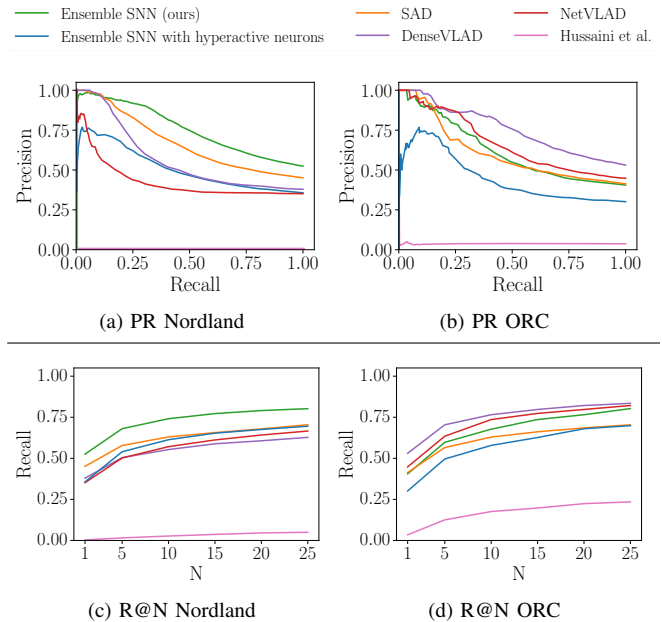 Ensemble SNN (ours)
SAD
NetVLAD
Ensemble SNN with hyperactive neurons
DenseVLAD
Hussaini et al.
1.00
0.75
0.50
0.25
0.00
Precision
0.00 0.25 0.50 0.75 1.00
Recall
(a) PR Nordland
1.00
0.75
0.50
0.25
0.00
Precision
0.00 0.25 0.50 0.75 1.00
Recall
(b) PR ORC
1.00
0.75
0.50
0.25
0.00
Recall
1 5 10 15 20 25
N
(c) R@N Nordland
1.00
0.75
0.50
0.25
0.00
Recall
1 5 10 15 20 25
N
(d) R@N ORC